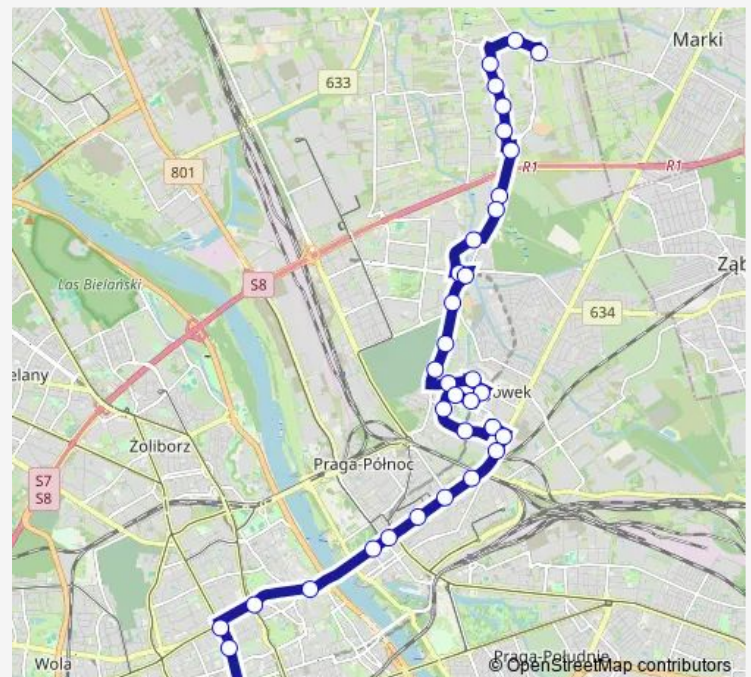 Marki
633
801
R1
R1
Las Bielański
S8
Ząb
634
elany
ówek
Żoliborz
Praga-Północ
S7
S8
Wola
Praga-Południe
© OpenStreetMap contributors